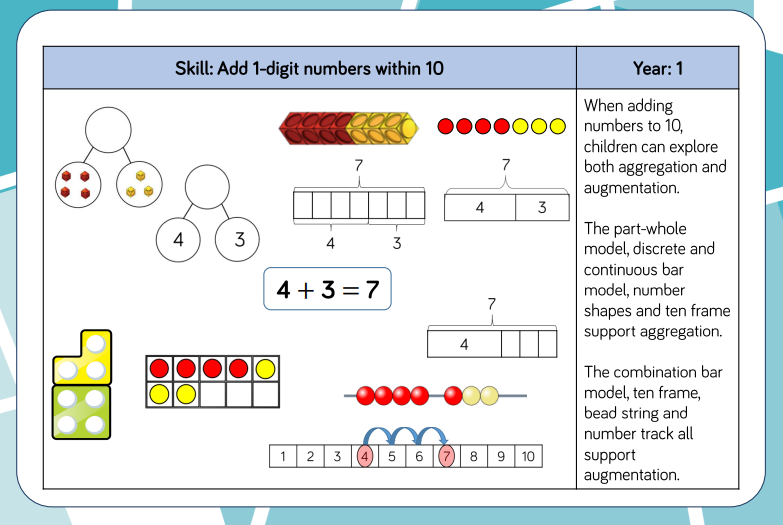 Skill: Add 1-digit numbers within 10
Year: 1
7
4
3
7
4 3
4 3
4 + 3 = 7
7
4
1 2 3 4 5 6 7 8 9 10
When adding
numbers to 10,
children can explore
both aggregation and
augmentation.
The part-whole
model, discrete and
continuous bar
model, number
shapes and ten frame
support aggregation.
The combination bar
model, ten frame,
bead string and
number track all
support
augmentation.